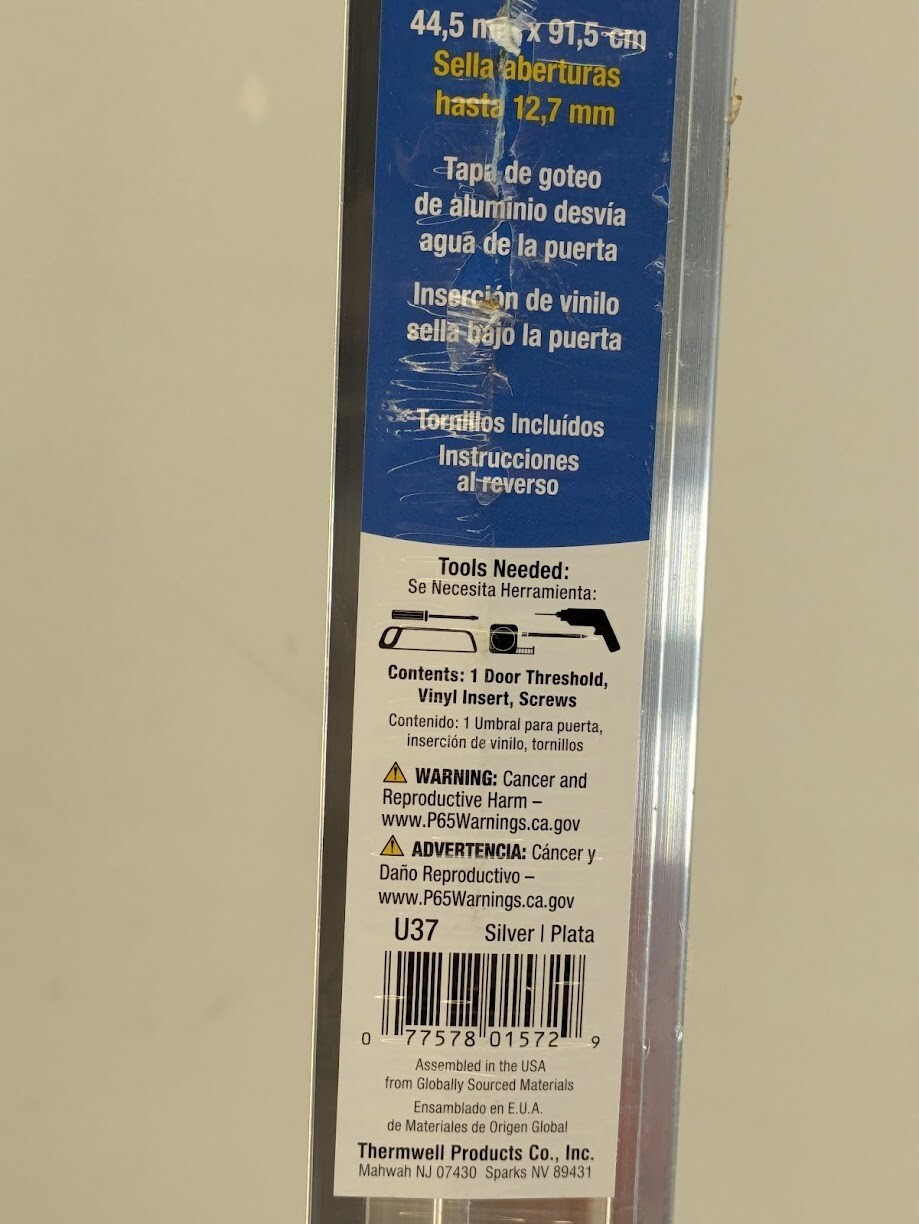 44,5 mm x 91,5 cm
Sella aberturas
hasta 12,7 mm
Tapa de goteo
de aluminio desvía
agua de la puerta
Inserción de vinilo
sella bajo la puerta
Tornillos Incluídos
Instrucciones
al reverso
Tools Needed:
Se Necesita Herramienta:
Contents: 1 Door Threshold,
Vinyl Insert, Screws
Contenido: 1 Umbral para puerta,
inserción de vinilo, tornillos
WARNING: Cancer and
Reproductive Harm –
www.P65Warnings.ca.gov
ADVERTENCIA: Cáncer y
Daño Reproductivo –
www.P65Warnings.ca.gov
U37 Silver | Plata
0 77578 01572 9
Assembled in the USA
from Globally Sourced Materials
Ensamblado en E.U.A.
de Materiales de Origen Global
Thermwell Products Co., Inc.
Mahwah NJ 07430 Sparks NV 89431